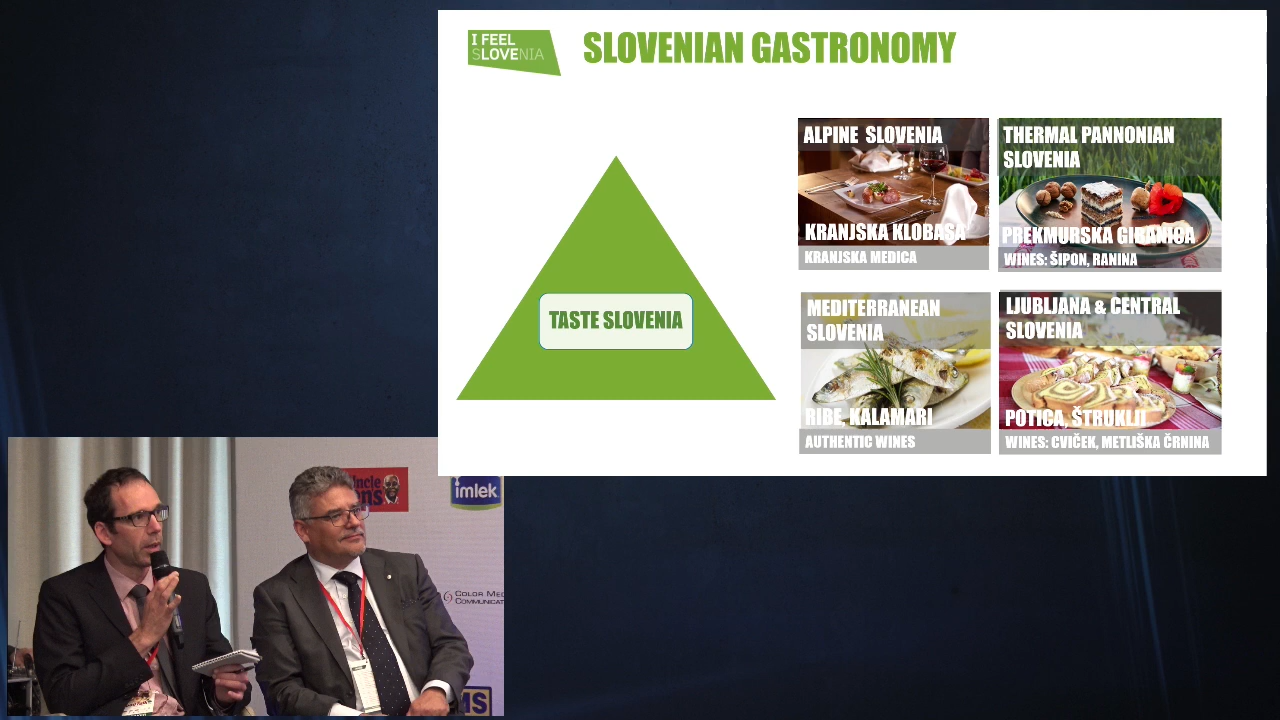 I FEEL
SLOVENIA
SLOVENIAN GASTRONOMY
TASTE SLOVENIA
ALPINE SLOVENIA
KRANJSKA KLOBASA
KRANJSKA MEDICA
THERMAL PANNONIAN
SLOVENIA
PREKMURSKA GIBANICA
WINES: ŠIPON, RANINA
MEDITERRANEAN
SLOVENIA
RIBE, KALAMARI
AUTHENTIC WINES
LJUBLJANA & CENTRAL
SLOVENIA
POTICA, ŠTRUKLJI
WINES: CVIČEK, METLIŠKA ČRNINA
imlek